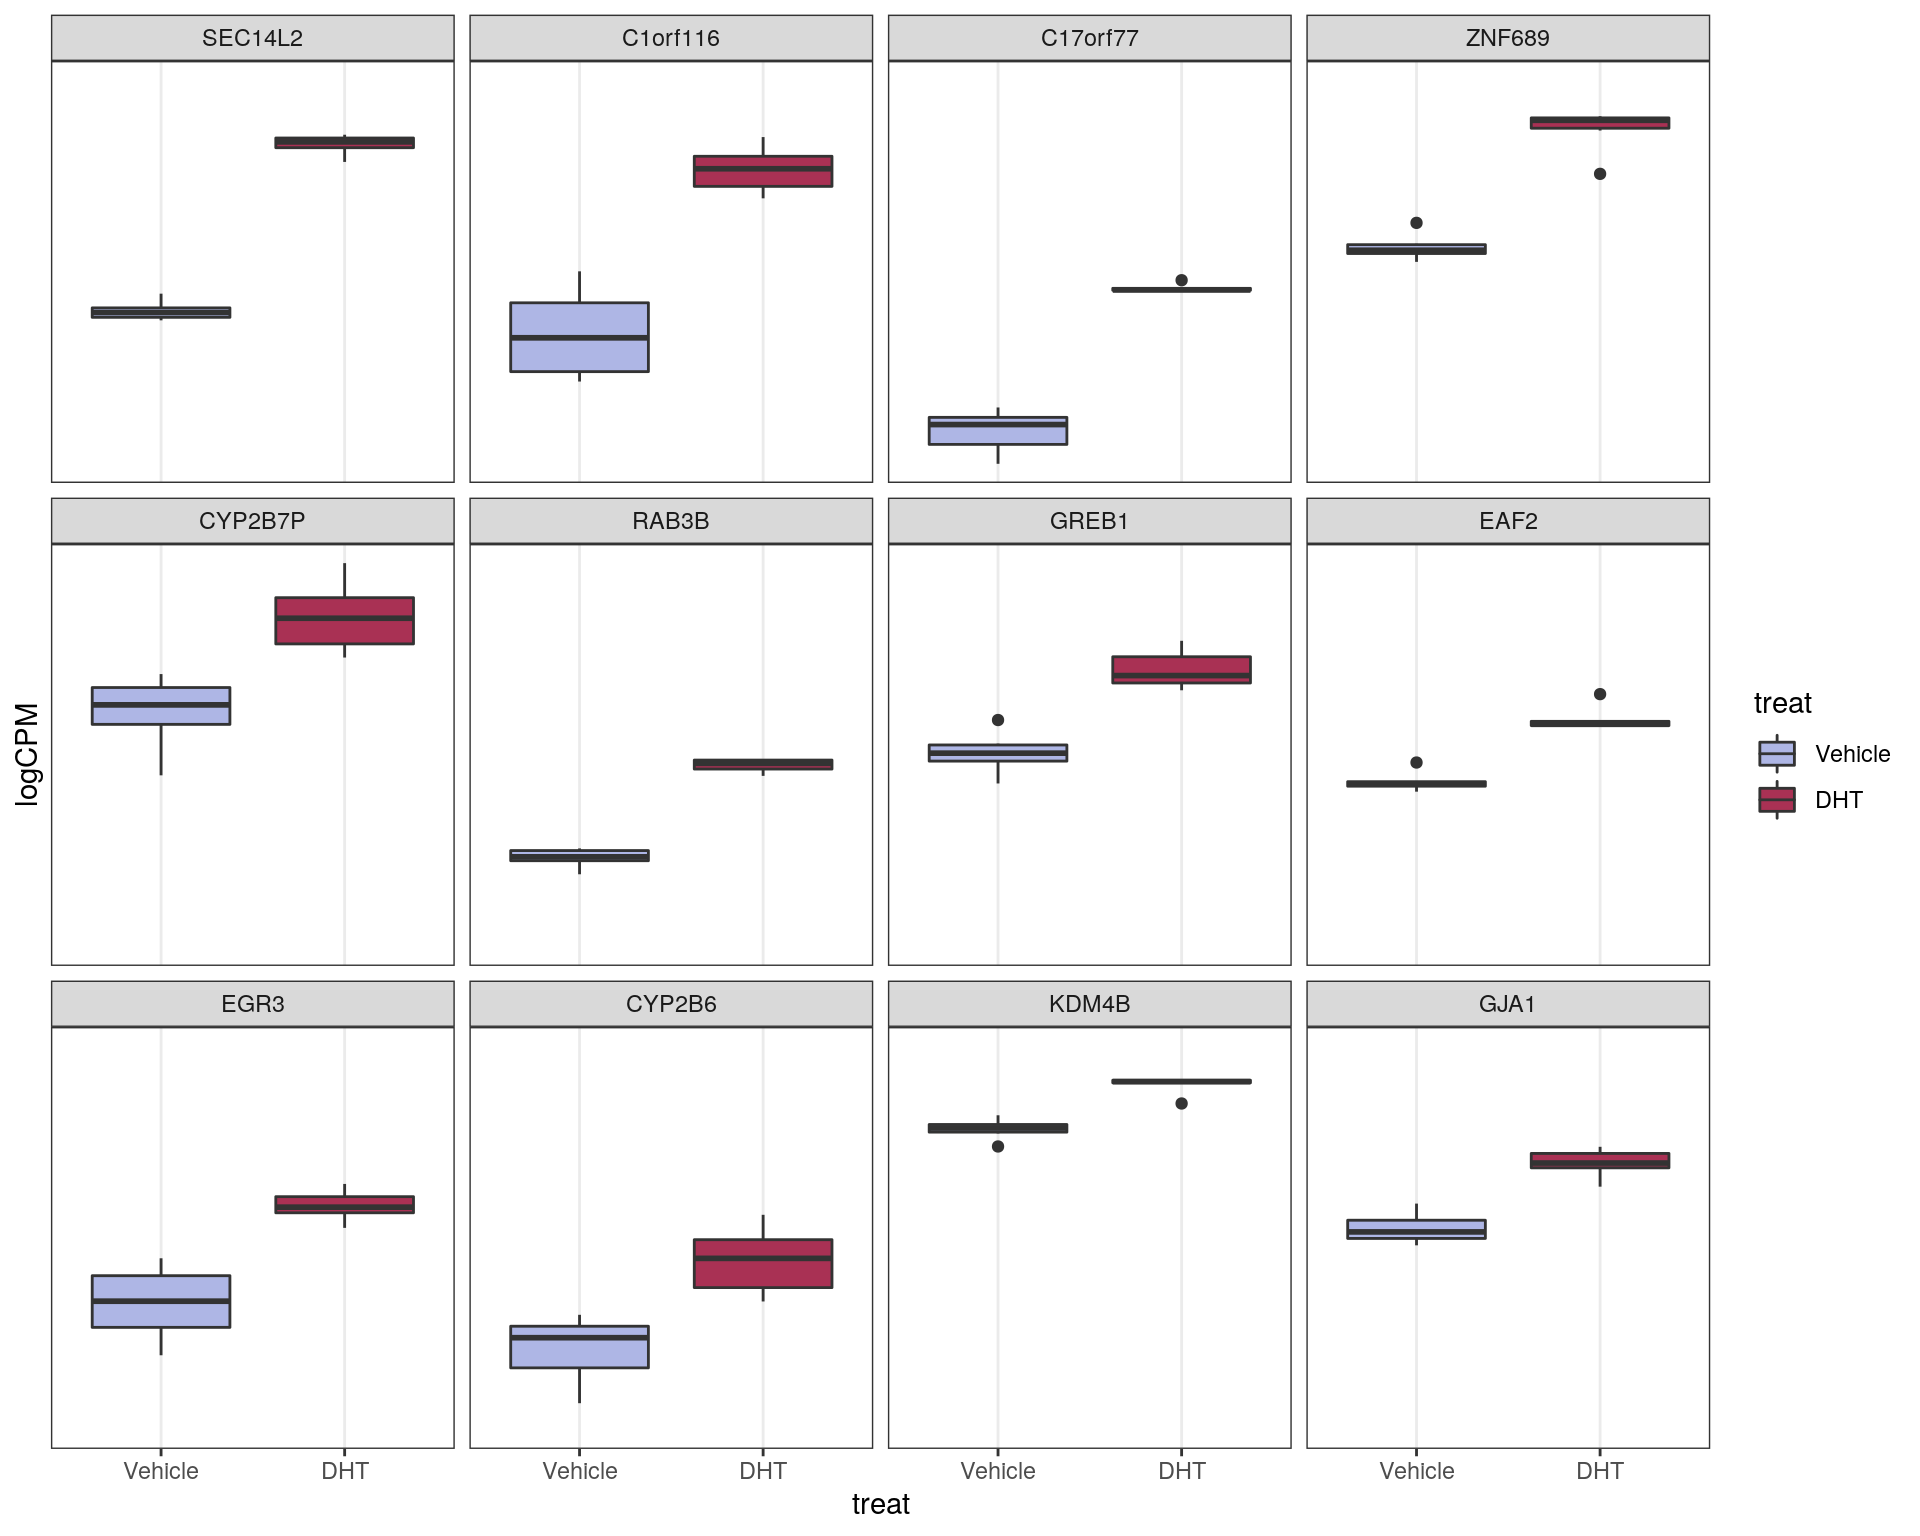 SEC14L2
C1orf116
C17orf77
ZNF689
CYP2B7P
RAB3B
GREB1
EAF2
EGR3
CYP2B6
KDM4B
GJA1
logCPM
Vehicle DHT
Vehicle DHT
Vehicle DHT
Vehicle DHT
treat
treat
Vehicle
DHT